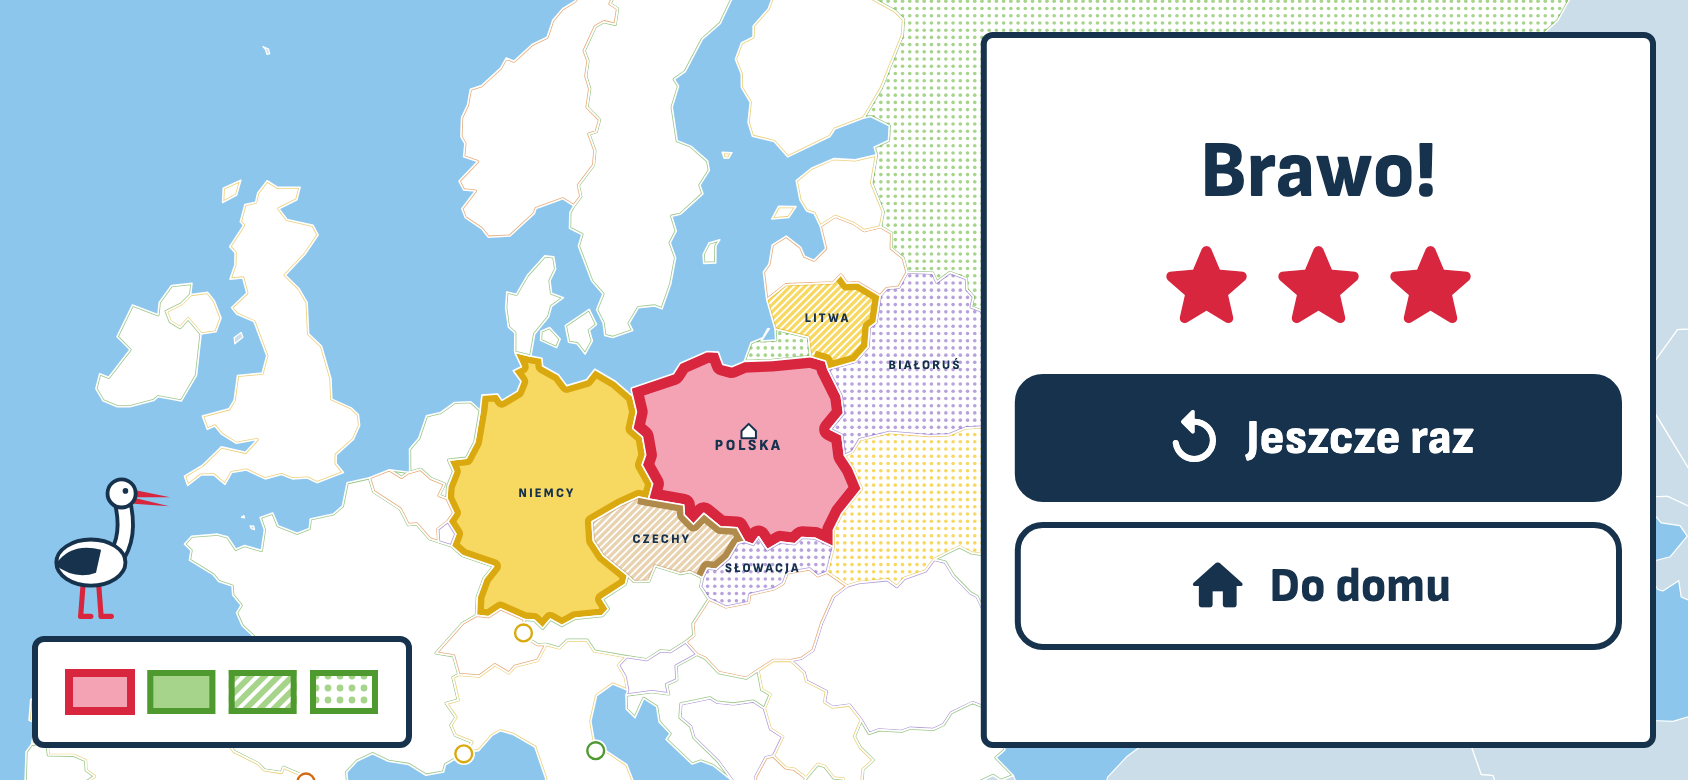 LITWA
BIAŁORUŚ
POLSKA
NIEMCY
CZECHY
SŁOWACJA
Brawo!
Jeszcze raz
Do domu